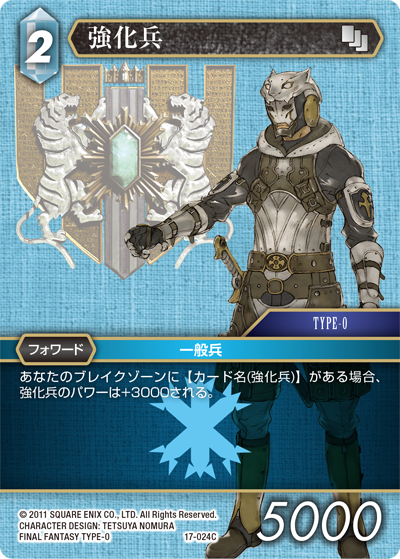 2
強化兵
TYPE-0
フォワード
一般兵
あなたのブレイクゾーンに【カード名(強化兵)】がある場合、
強化兵のパワーは+3000される。
© 2011 SQUARE ENIX CO., LTD. All Rights Reserved.
CHARACTER DESIGN: TETSUYA NOMURA
FINAL FANTASY TYPE-0
17-024C
5000